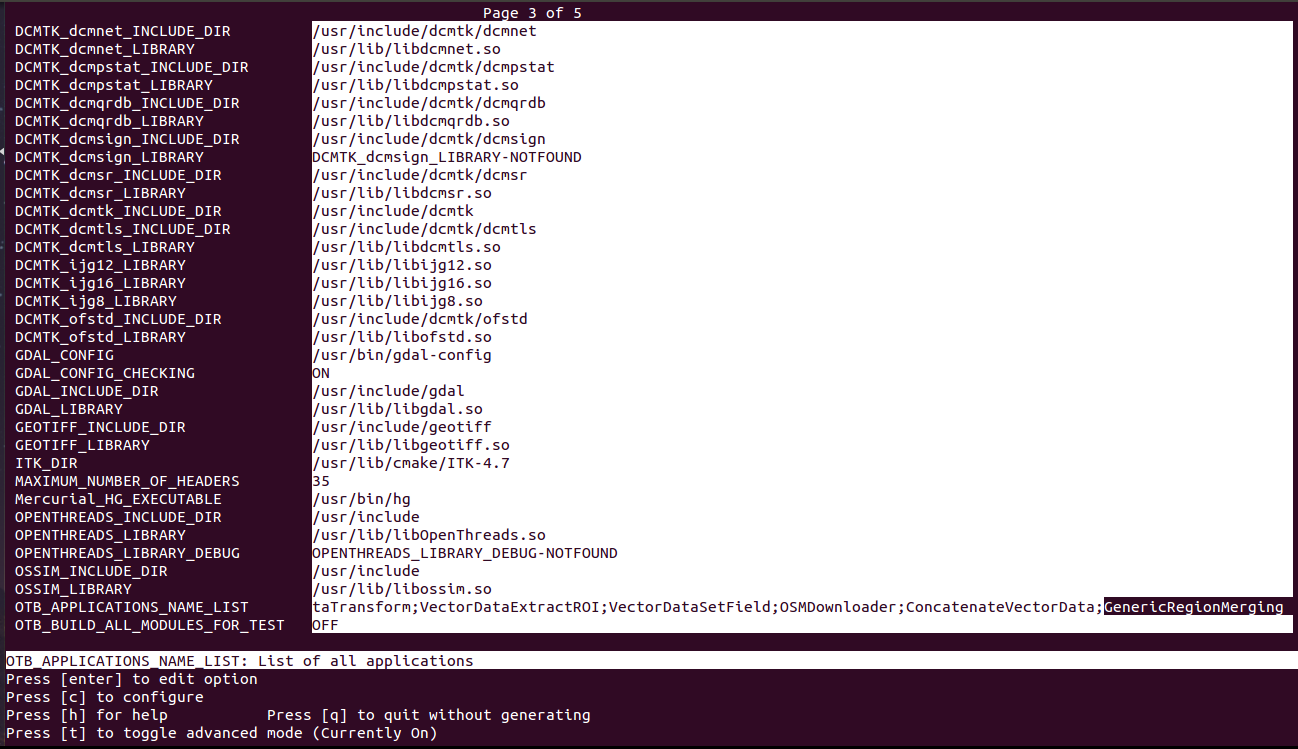 Page 3 of 5
DCMTK_dcmnet_INCLUDE_DIR /usr/include/dcmtk/dcmnet
DCMTK_dcmnet_LIBRARY /usr/lib/libdcmnet.so
DCMTK_dcmpstat_INCLUDE_DIR /usr/include/dcmtk/dcmpstat
DCMTK_dcmpstat_LIBRARY /usr/lib/libdcmpstat.so
DCMTK_dcmqrdb_INCLUDE_DIR /usr/include/dcmtk/dcmqrdb
DCMTK_dcmqrdb_LIBRARY /usr/lib/libdcmqrdb.so
DCMTK_dcmsign_INCLUDE_DIR /usr/include/dcmtk/dcmsign
DCMTK_dcmsign_LIBRARY DCMTK_dcmsign_LIBRARY-NOTFOUND
DCMTK_dcmsr_INCLUDE_DIR /usr/include/dcmtk/dcmsr
DCMTK_dcmsr_LIBRARY /usr/lib/libdcmsr.so
DCMTK_dcmtk_INCLUDE_DIR /usr/include/dcmtk
DCMTK_dcmtls_INCLUDE_DIR /usr/include/dcmtk/dcmtls
DCMTK_dcmtls_LIBRARY /usr/lib/libdcmtls.so
DCMTK_ijg12_LIBRARY /usr/lib/libijg12.so
DCMTK_ijg16_LIBRARY /usr/lib/libijg16.so
DCMTK_ijg8_LIBRARY /usr/lib/libijg8.so
DCMTK_ofstd_INCLUDE_DIR /usr/include/dcmtk/ofstd
DCMTK_ofstd_LIBRARY /usr/lib/libofstd.so
GDAL_CONFIG /usr/bin/gdal-config
GDAL_CONFIG_CHECKING ON
GDAL_INCLUDE_DIR /usr/include/gdal
GDAL_LIBRARY /usr/lib/libgdal.so
GEOTIFF_INCLUDE_DIR /usr/include/geotiff
GEOTIFF_LIBRARY /usr/lib/libgeotiff.so
ITK_DIR /usr/lib/cmake/ITK-4.7
MAXIMUM_NUMBER_OF_HEADERS 35
Mercurial_HG_EXECUTABLE /usr/bin/hg
OPENTHREADS_INCLUDE_DIR /usr/include
OPENTHREADS_LIBRARY /usr/lib/libOpenThreads.so
OPENTHREADS_LIBRARY_DEBUG OPENTHREADS_LIBRARY_DEBUG-NOTFOUND
OSSIM_INCLUDE_DIR /usr/include
OSSIM_LIBRARY /usr/lib/libossim.so
OTB_APPLICATIONS_NAME_LIST taTransform;VectorDataExtractROI;VectorDataSetField;OSMDownloader;ConcatenateVectorData;GenericRegionMerging
OTB_BUILD_ALL_MODULES_FOR_TEST OFF
OTB_APPLICATIONS_NAME_LIST: List of all applications
Press [enter] to edit option
Press [c] to configure
Press [h] for help Press [q] to quit without generating
Press [t] to toggle advanced mode (Currently On)